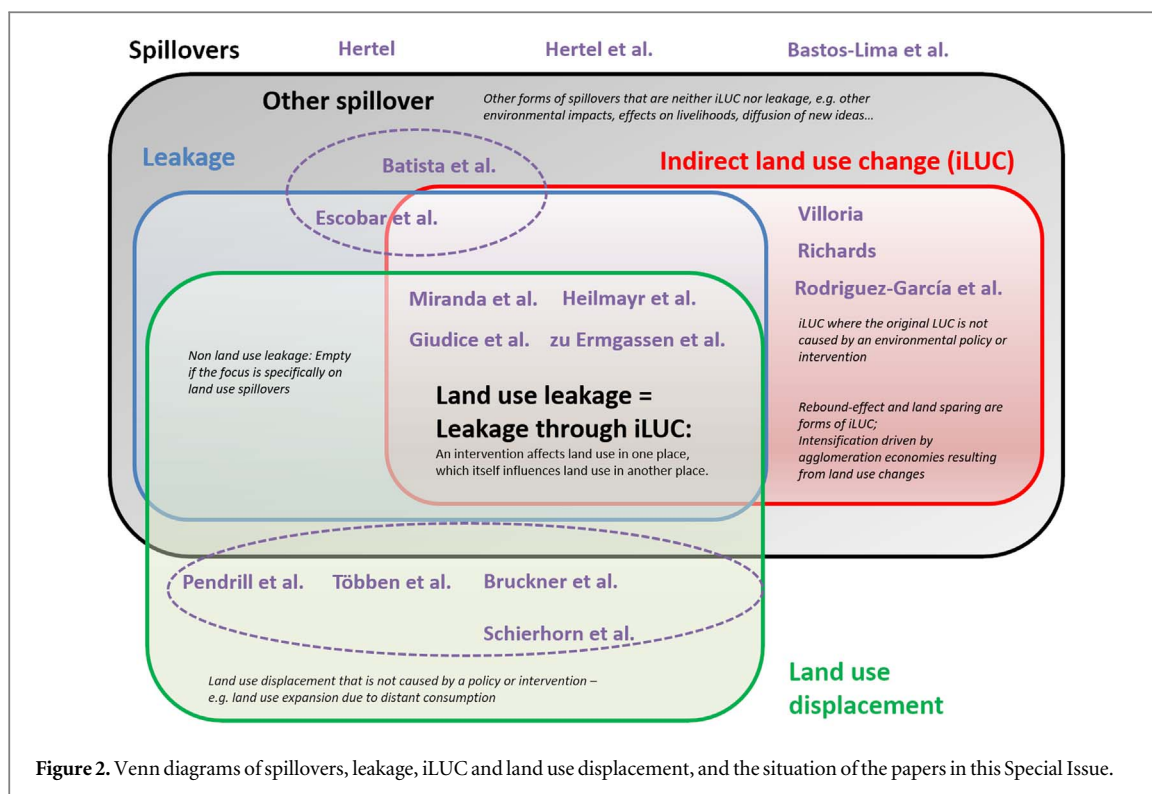 Spillovers
Hertel
Hertel et al.
Bastos-Lima et al.
Other spillover
Other forms of spillovers that are neither iLUC nor leakage, e.g. other
environmental impacts, effects on livelihoods, diffusion of new ideas…
Leakage
Batista et al.
Indirect land use change (iLUC)
Escobar et al.
Villoria
Richards
Rodriguez-García et al.
iLUC where the original LUC is not
caused by an environmental policy or
intervention
Rebound-effect and land sparing are
forms of iLUC;
Intensification driven by
agglomeration economies resulting
from land use changes
Miranda et al.
Heilmayr et al.
Giudice et al.
zu Ermgassen et al.
Non land use leakage: Empty
if the focus is specifically on
land use spillovers
Land use leakage =
Leakage through iLUC:
An intervention affects land use in one place,
which itself influences land use in another place.
Pendrill et al.
Többen et al.
Bruckner et al.
Schierhorn et al.
Land use displacement that is not caused by a policy or intervention –
e.g. land use expansion due to distant consumption
Land use
displacement
Figure 2. Venn diagrams of spillovers, leakage, iLUC and land use displacement, and the situation of the papers in this Special Issue.